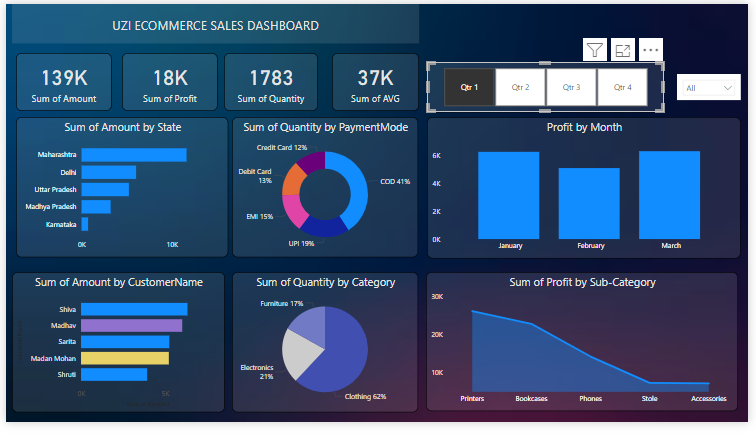 UZI ECOMMERCE SALES DASHBOARD
139K
Sum of Amount
18K
Sum of Profit
1783
Sum of Quantity
37K
Sum of AVG
Qtr 1
Qtr 2
Qtr 3
Qtr 4
All
Sum of Amount by State
Maharashtra
Delhi
Uttar Pradesh
Madhya Pradesh
Karnataka
0K
10K
Sum of Quantity by PaymentMode
Credit Card 12%
Debit Card
13%
EMI 15%
UPI 19%
COD 41%
Profit by Month
6K
4K
2K
0K
January
February
March
Sum of Amount by CustomerName
Shiva
Madhav
Sarita
Madan Mohan
Shruti
0K
5K
Sum of Quantity by Category
Furniture 17%
Electronics
21%
Clothing 62%
Sum of Profit by Sub-Category
30K
20K
10K
Printers
Bookcases
Phones
Stole
Accessories